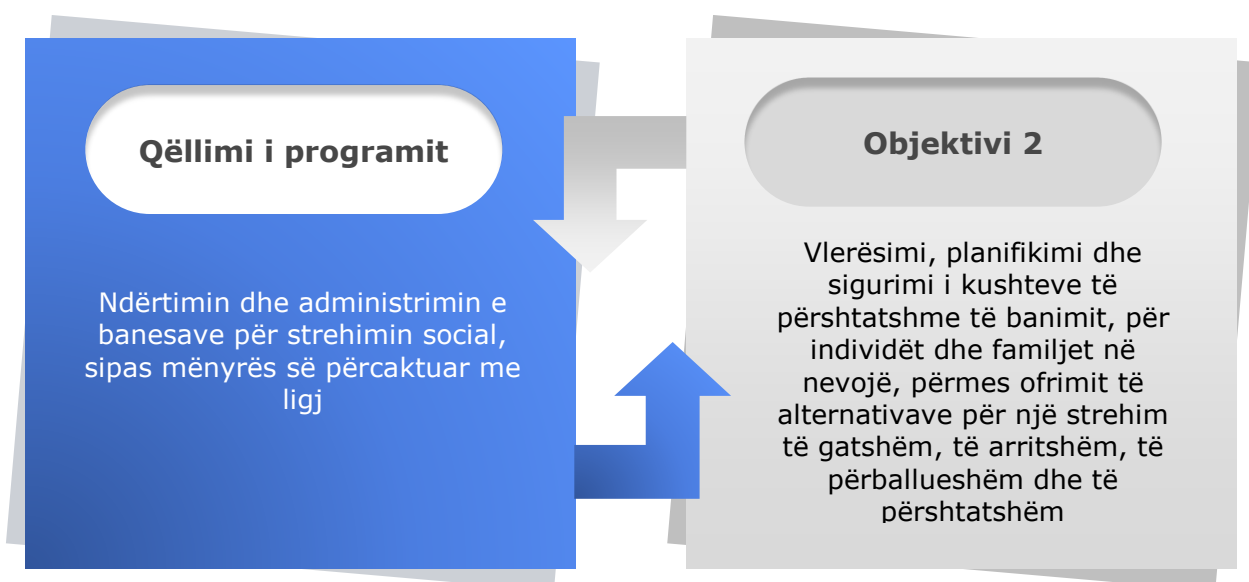 Qëllimi i programit
Ndërtimin dhe administrimin e
banesave për strehimin social,
sipas mënyrës së përcaktuar me
ligj
Objektivi 2
Vlerësimi, planifikimi dhe
sigurimi i kushteve të
përshtatshme të banimit, për
individët dhe familjet në
nevojë, përmes ofrimit të
alternativave për një strehim
të gatshëm, të arritshëm, të
përballueshëm dhe të
përshtatshëm